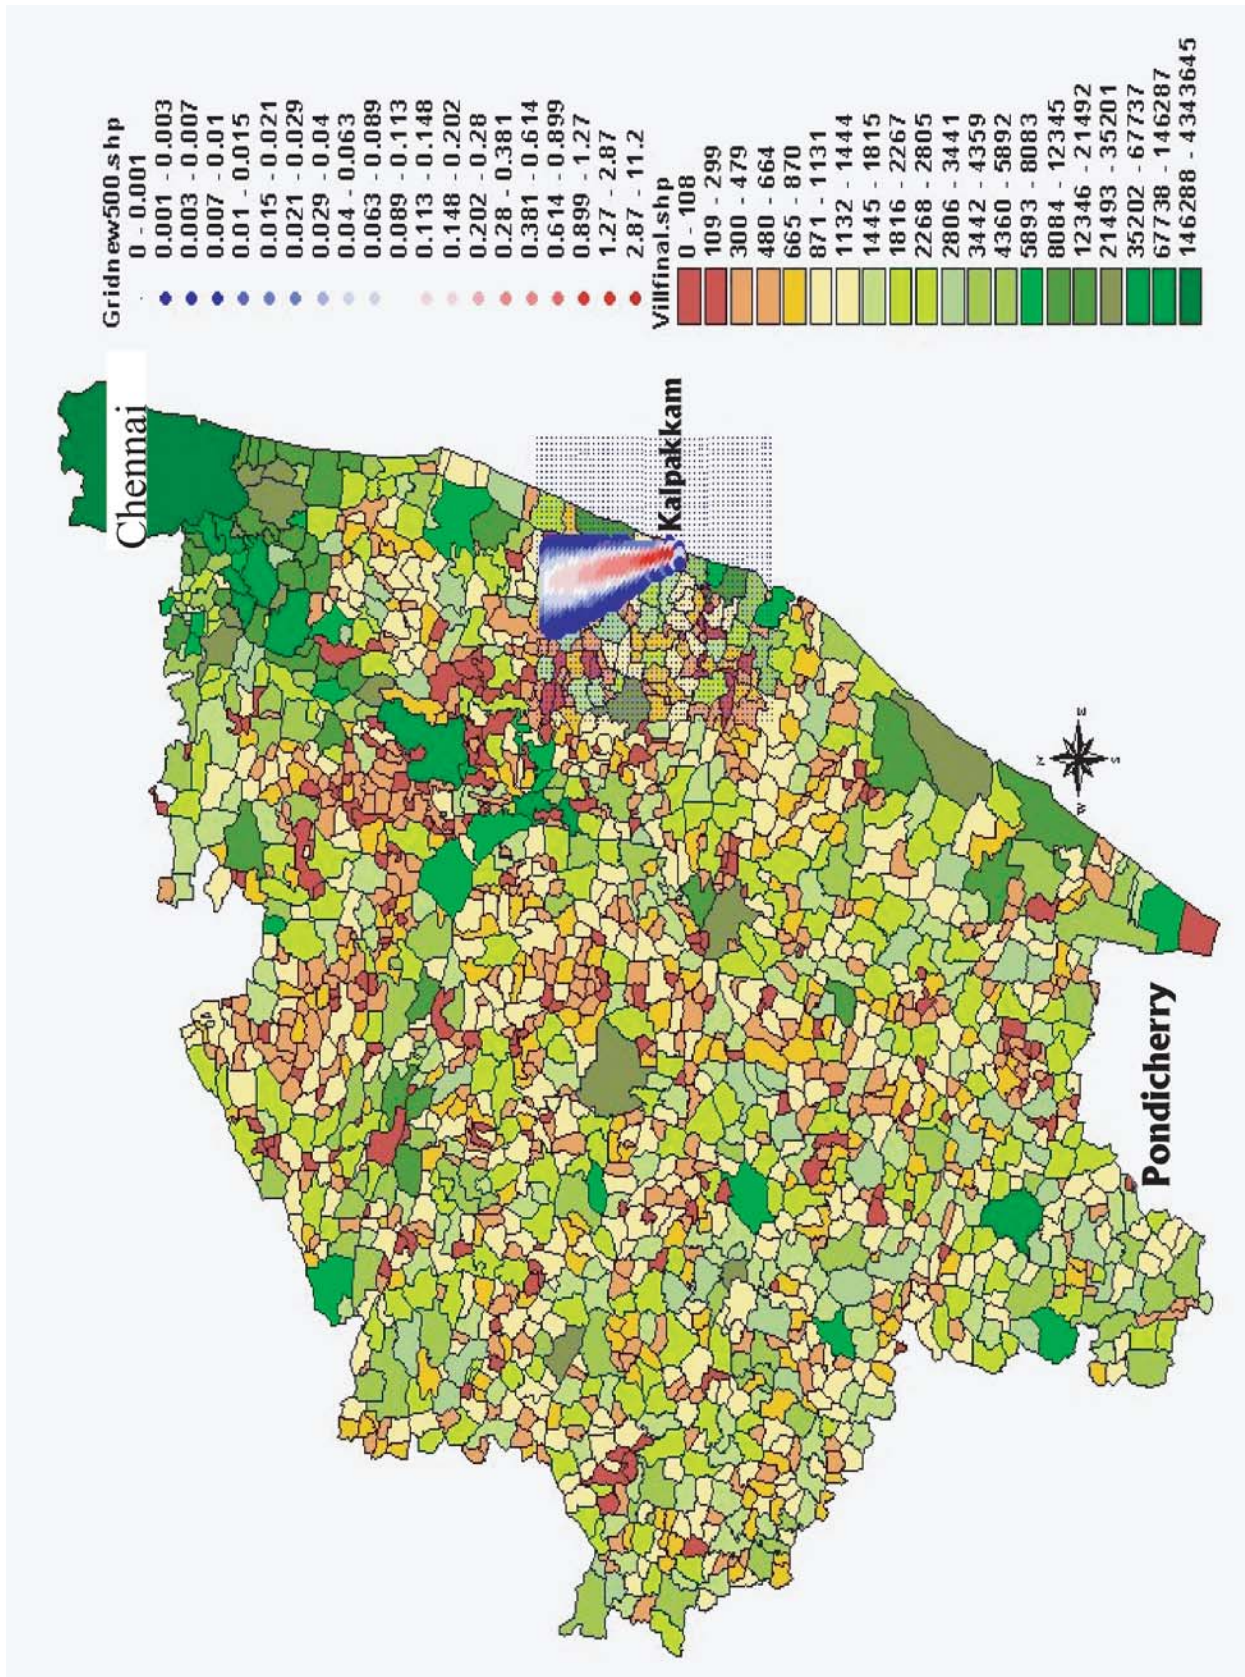 Chennai
Gridnew500.shp
0 - 0.001
0.001 - 0.003
0.003 - 0.007
0.007 - 0.01
0.01 - 0.015
0.015 - 0.021
0.021 - 0.029
0.029 - 0.04
0.04 - 0.063
0.063 - 0.089
0.089 - 0.113
0.113 - 0.148
0.148 - 0.202
0.202 - 0.28
0.28 - 0.381
0.381 - 0.614
0.614 - 0.899
0.899 - 1.27
1.27 - 2.87
2.87 - 11.2
Villfinal.shp
0 - 108
109 - 299
300 - 479
480 - 664
665 - 870
871 - 1131
1132 - 1444
1445 - 1815
1816 - 2267
2268 - 2805
2806 - 3441
3442 - 4359
4360 - 5892
5893 - 8083
8084 - 12345
12346 - 21492
21493 - 35201
35202 - 67737
67738 - 146287
146288 - 4343645
Kalpakkam
N
W
E
S
Pondicherry